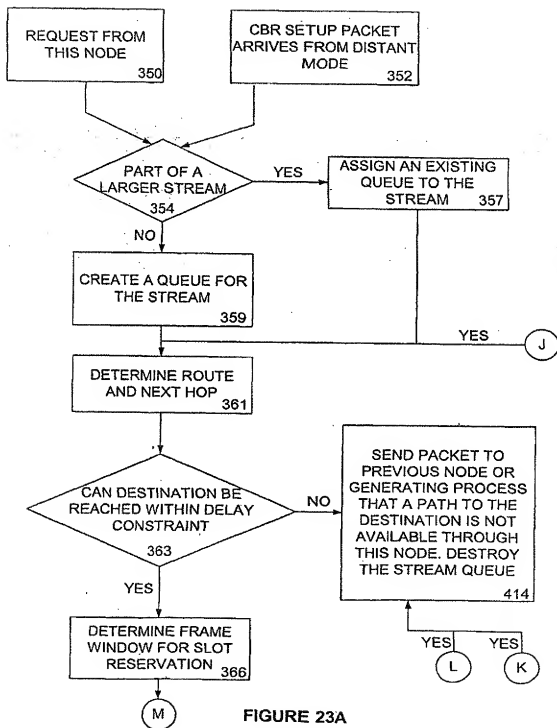 REQUEST FROM
THIS NODE
350
CBR SETUP PACKET
ARRIVES FROM DISTANT
MODE
352
PART OF A
LARGER STREAM
354
YES
ASSIGN AN EXISTING
QUEUE TO THE
STREAM
357
NO
CREATE A QUEUE FOR
THE STREAM
359
YES
J
DETERMINE ROUTE
AND NEXT HOP
361
CAN DESTINATION BE
REACHED WITHIN DELAY
CONSTRAINT
363
NO
SEND PACKET TO
PREVIOUS NODE OR
GENERATING PROCESS
THAT A PATH TO THE
DESTINATION IS NOT
AVAILABLE THROUGH
THIS NODE. DESTROY
THE STREAM QUEUE
414
YES
DETERMINE FRAME
WINDOW FOR SLOT
RESERVATION
366
YES
YES
L
K
M
FIGURE 23A